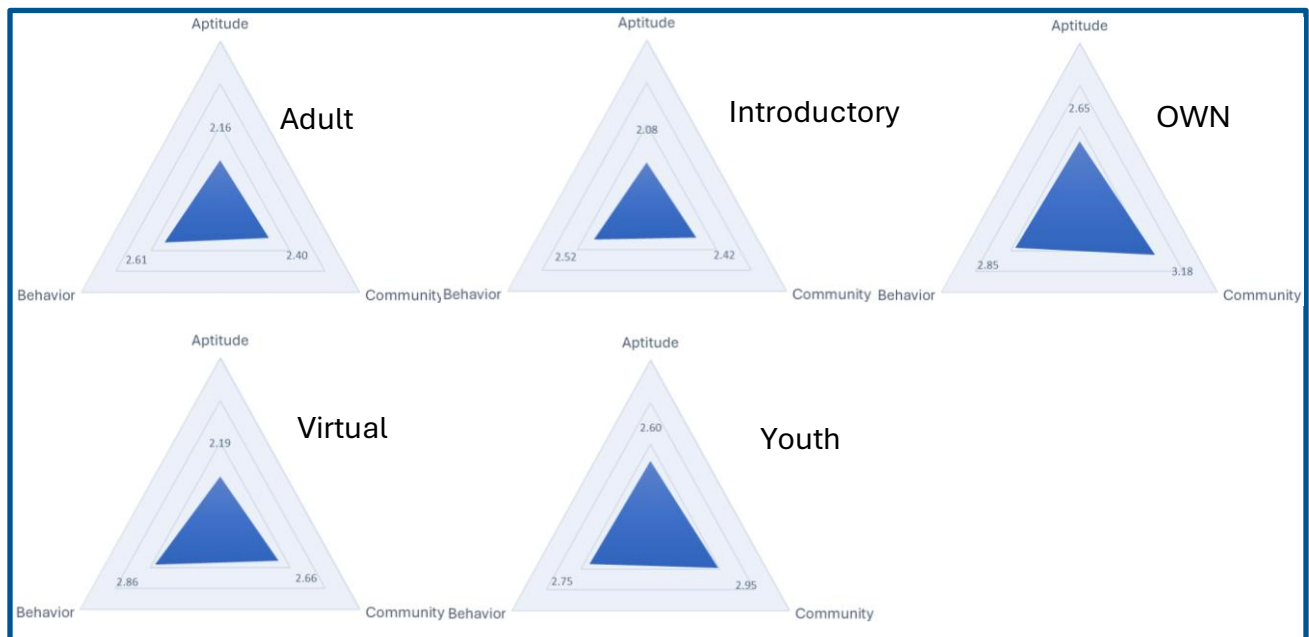 Aptitude
Adult
2.16
2.61
2.40
Behavior
Community
Aptitude
Introductory
2.08
2.52
2.42
Behavior
Community
Aptitude
OWN
2.65
2.85
3.18
Behavior
Community
Aptitude
Virtual
2.19
2.86
2.66
Behavior
Community
Aptitude
Youth
2.60
2.75
2.95
Behavior
Community